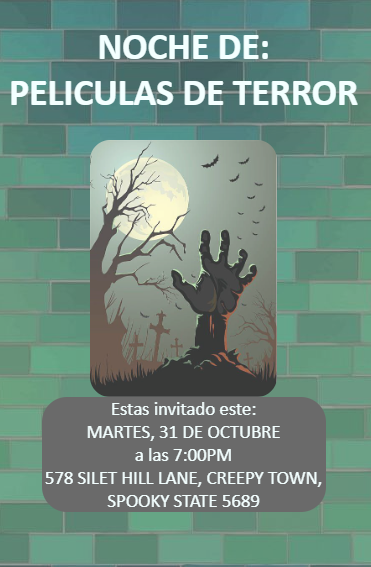 NOCHE DE:
PELICULAS DE TERROR
Estas invitado este:
MARTES, 31 DE OCTUBRE
a las 7:00PM
578 SILET HILL LANE, CREEPY TOWN,
SPOOKY STATE 5689